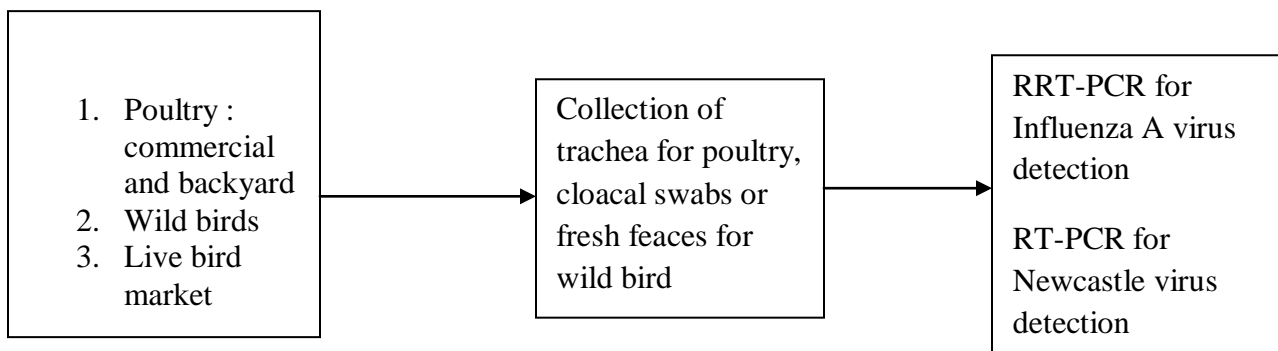 1. Poultry :
commercial
and backyard
2. Wild birds
3. Live bird
market
Collection of
trachea for poultry,
cloacal swabs or
fresh feaces for
wild bird
RRT-PCR for
Influenza A virus
detection
RT-PCR for
Newcastle virus
detection